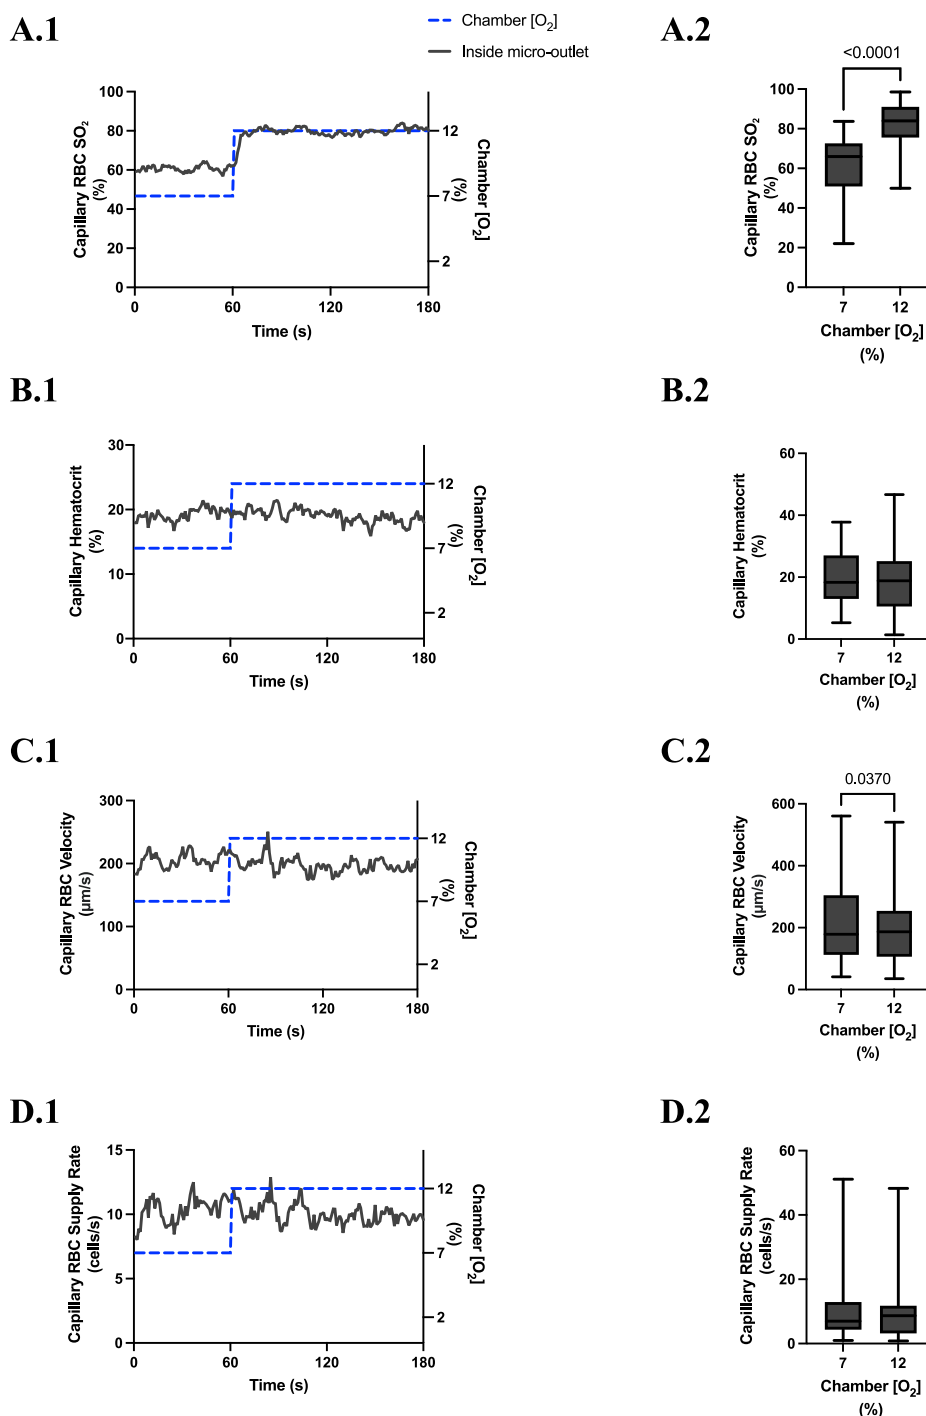 Chamber [O₂]
Inside micro-outlet
A.1
100
80
60
40
20
0
Capillary RBC SO₂
(%)
12
7
2
Chamber [O₂]
(%)
0
60
120
180
Time (s)
A.2
<0.0001
100
80
60
40
20
0
Capillary RBC SO₂
(%)
7
12
Chamber [O₂]
(%)
B.1
30
20
10
0
Capillary Hematocrit
(%)
12
7
2
Chamber [O₂]
(%)
0
60
120
180
Time (s)
B.2
60
40
20
0
Capillary Hematocrit
(%)
7
12
Chamber [O₂]
(%)
C.1
300
200
100
0
Capillary RBC Velocity
(µm/s)
12
7
2
Chamber [O₂]
(%)
0
60
120
180
Time (s)
C.2
0.0370
600
400
200
0
Capillary RBC Velocity
(µm/s)
7
12
Chamber [O₂]
(%)
D.1
15
10
5
0
Capillary RBC Supply Rate
(cells/s)
12
7
2
Chamber [O₂]
(%)
0
60
120
180
Time (s)
D.2
60
40
20
0
Capillary RBC Supply Rate
(cells/s)
7
12
Chamber [O₂]
(%)